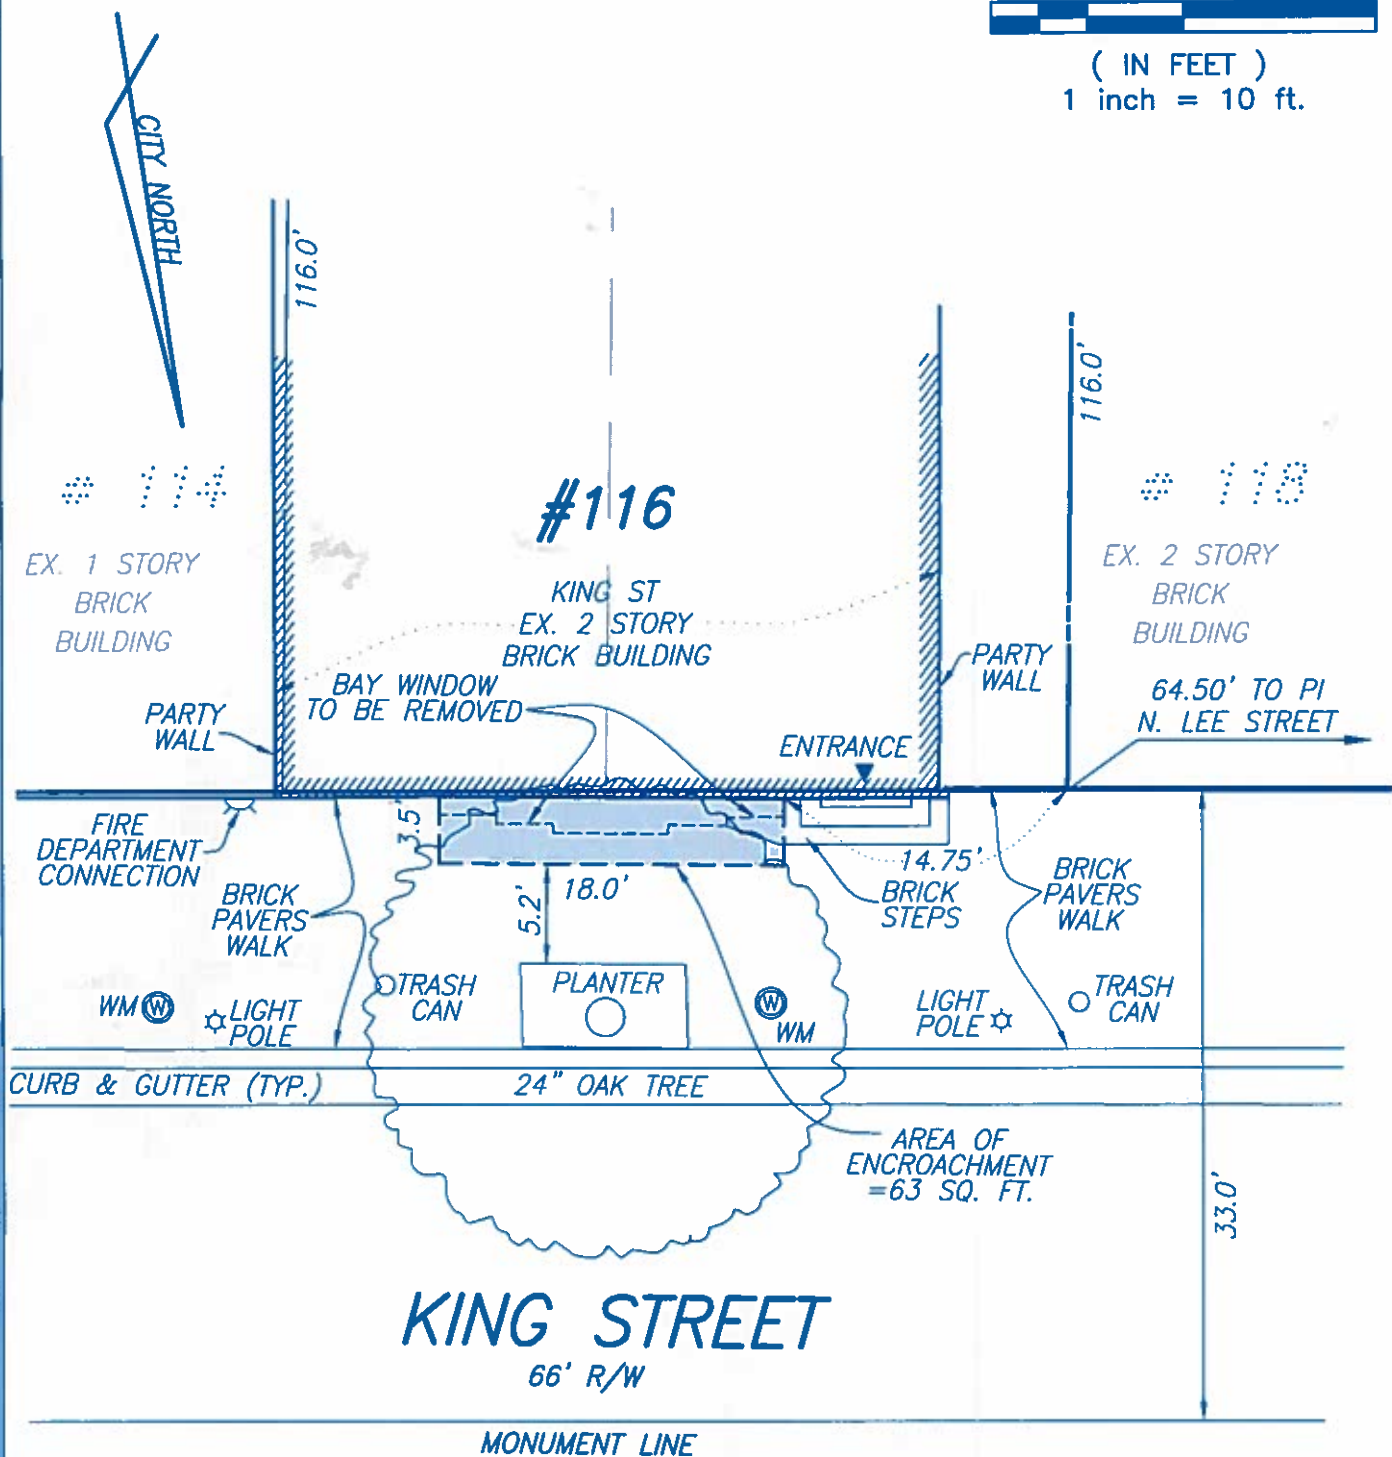 ( IN FEET )
1 inch = 10 ft.
CITY NORTH
116.0'
116.0'
# 114
EX. 1 STORY
BRICK
BUILDING
#116
KING ST
EX. 2 STORY
BRICK BUILDING
# 118
EX. 2 STORY
BRICK
BUILDING
BAY WINDOW
TO BE REMOVED
PARTY
WALL
PARTY
WALL
64.50' TO PI
N. LEE STREET
ENTRANCE
FIRE
DEPARTMENT
CONNECTION
3.5'
14.75'
BRICK
PAVERS
WALK
5.2'
18.0'
BRICK
STEPS
BRICK
PAVERS
WALK
WM W
LIGHT
POLE
TRASH
CAN
PLANTER
W
WM
LIGHT
POLE
TRASH
CAN
CURB & GUTTER (TYP.)
24" OAK TREE
AREA OF
ENCROACHMENT
=63 SQ. FT.
33.0'
KING STREET
66' R/W
MONUMENT LINE